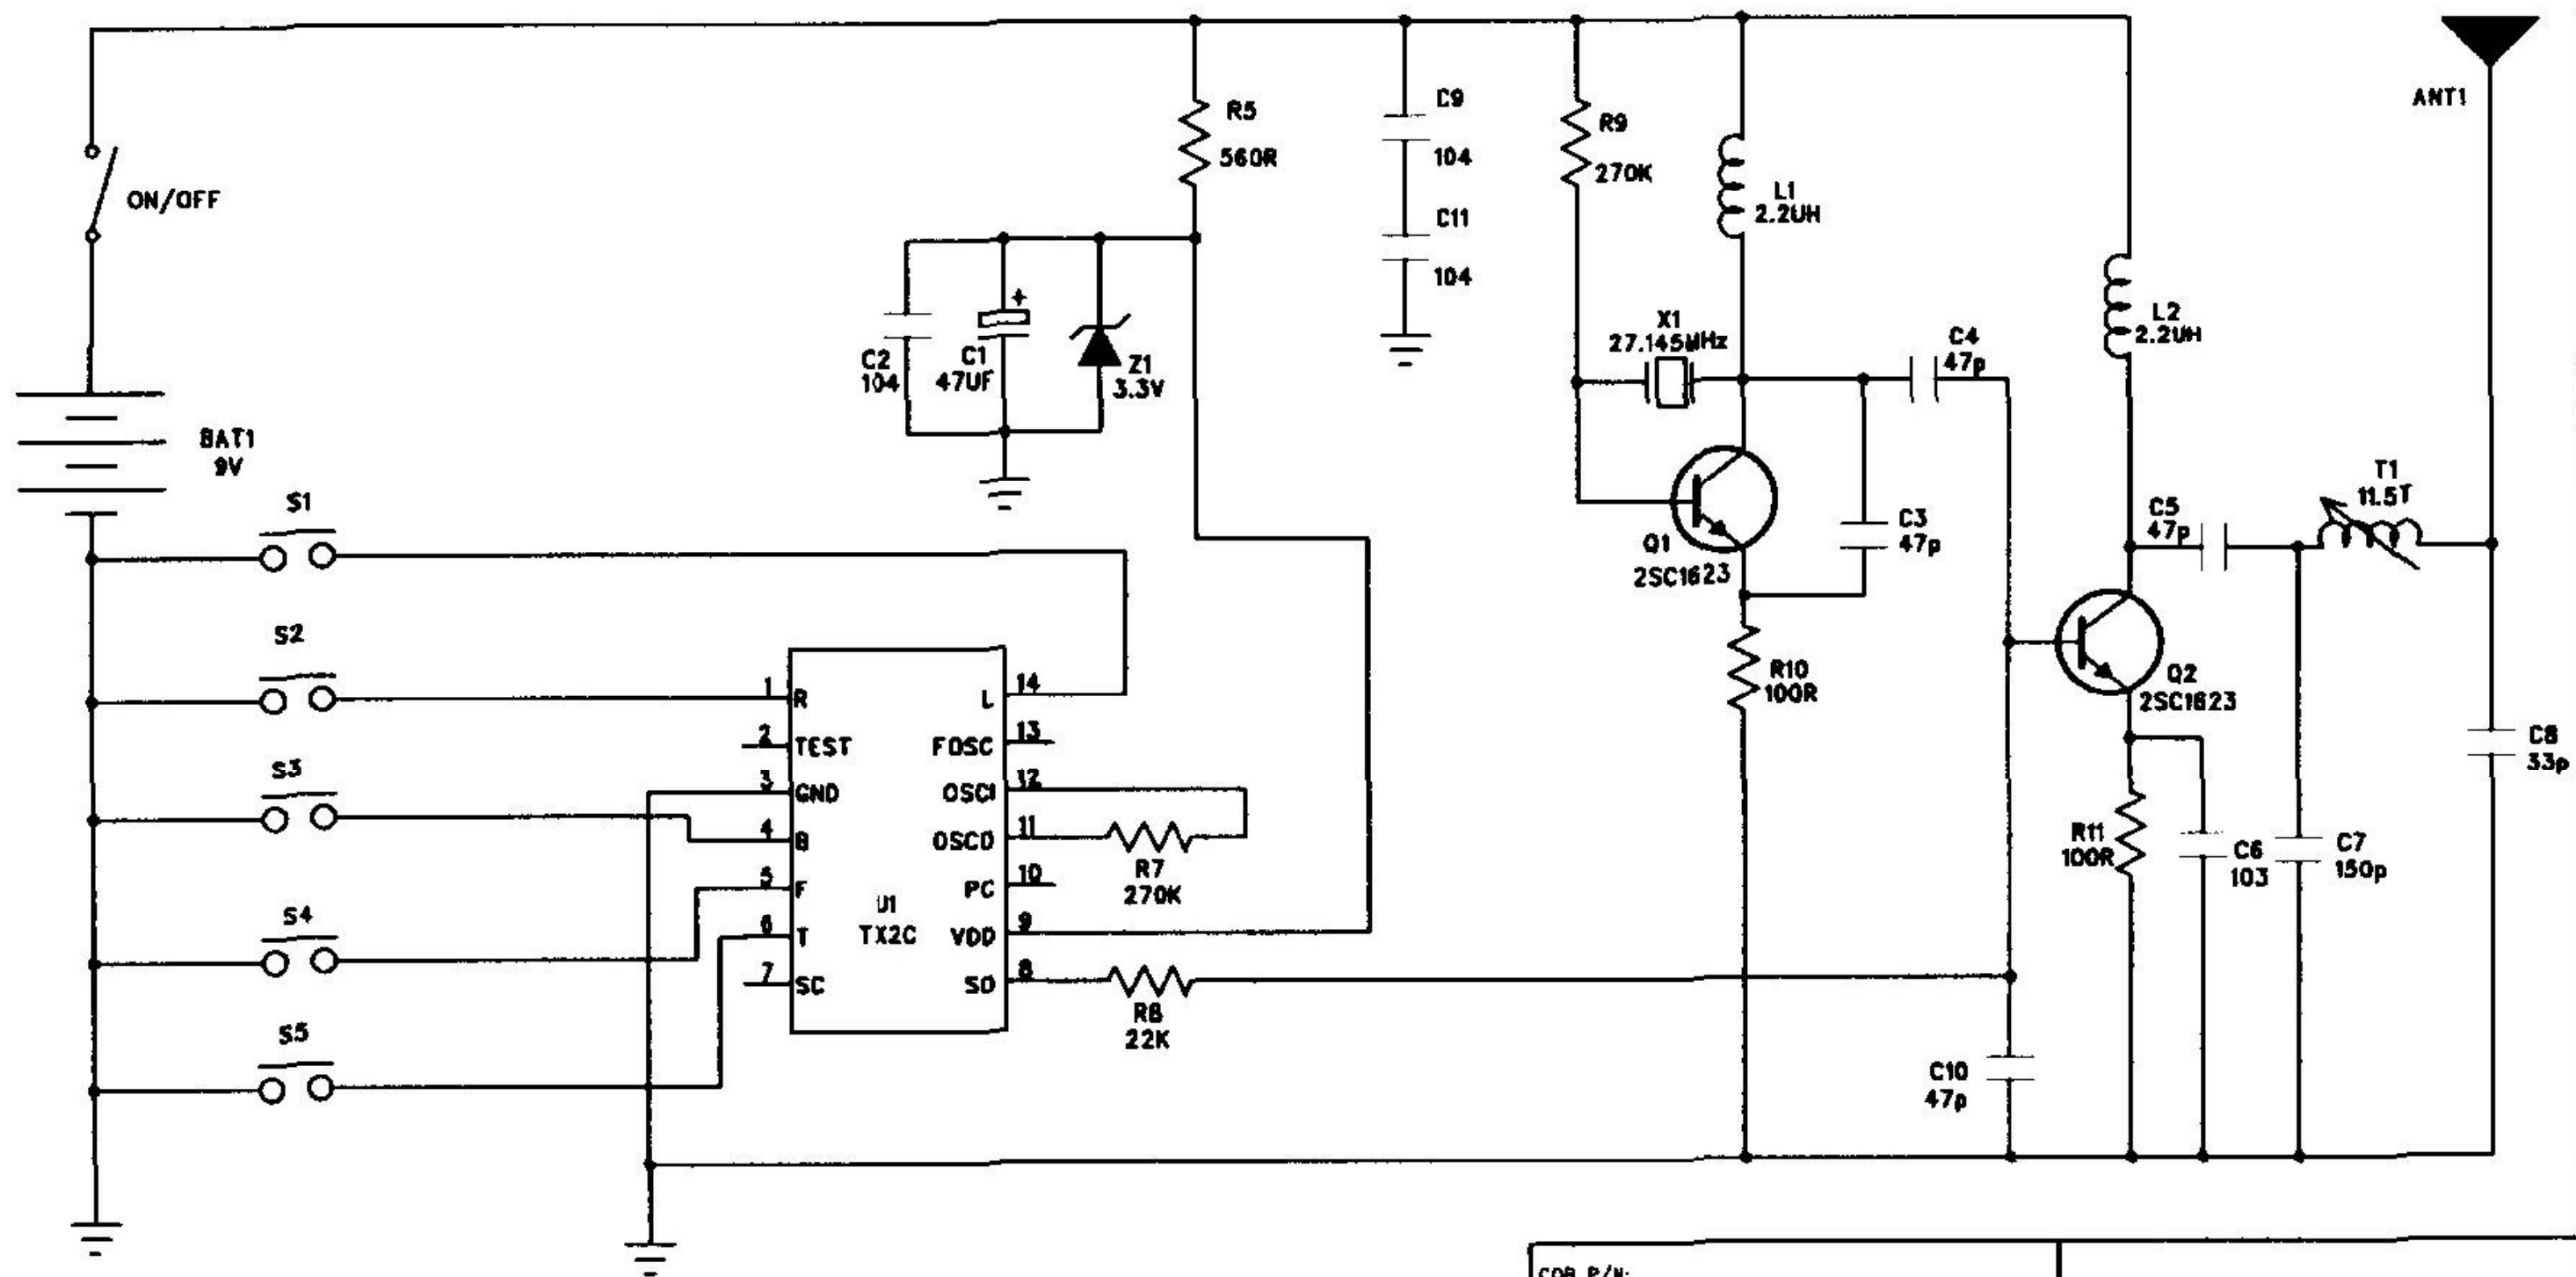 ANT1
R5
560R
C9
104
C11
104
R9
270K
L1
2.2UH
ON/OFF
X1
27.145MHz
C4
47p
L2
2.2UH
C2
104
C1
47UF
+
Z1
3.3V
BAT1
9V
S1
T1
11.5T
C5
47p
C3
47p
Q1
2SC1623
S2
R10
100R
Q2
2SC1623
C8
33p
S3
S4
S5
1 R
2 TEST
3 GND
4 B
5 F
6 T
7 SC
U1
TX2C
L 14
FOSC 13
OSCI 12
OSCO 11
PC 10
VDD 9
SO 8
R7
270K
R8
22K
R11
100R
C6
103
C7
150p
C10
47p
COB P/N: